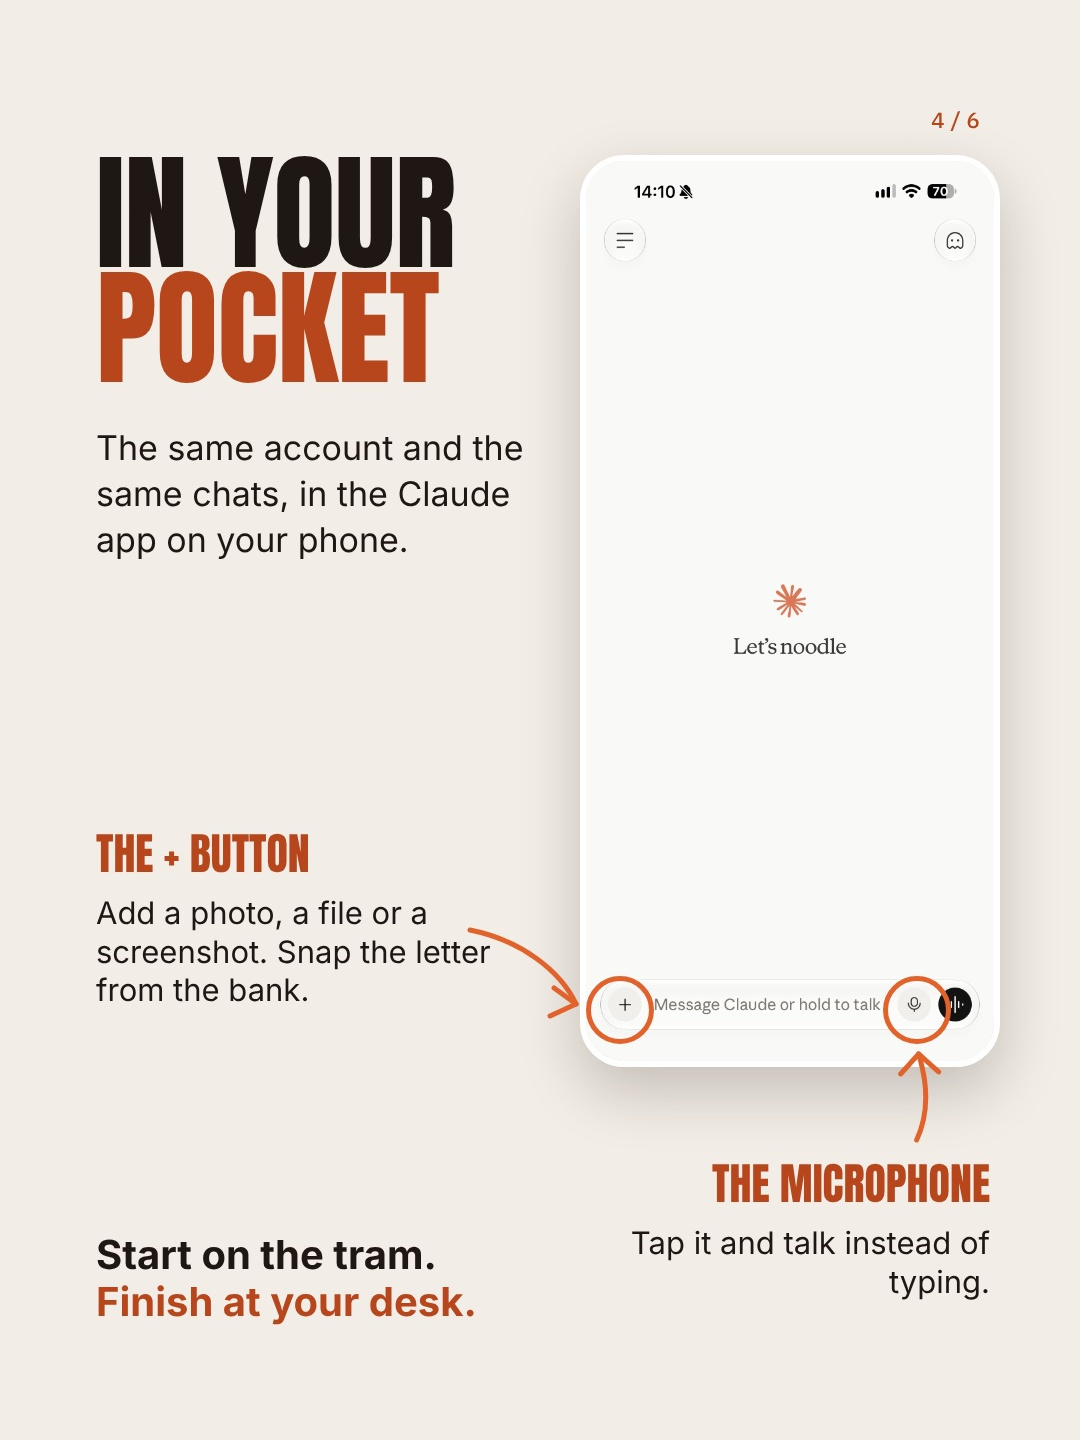 4 / 6
IN YOUR
POCKET
The same account and the
same chats, in the Claude
app on your phone.
14:10
70
Let's noodle
THE + BUTTON
Add a photo, a file or a
screenshot. Snap the letter
from the bank.
Message Claude or hold to talk
THE MICROPHONE
Tap it and talk instead of
typing.
Start on the tram.
Finish at your desk.